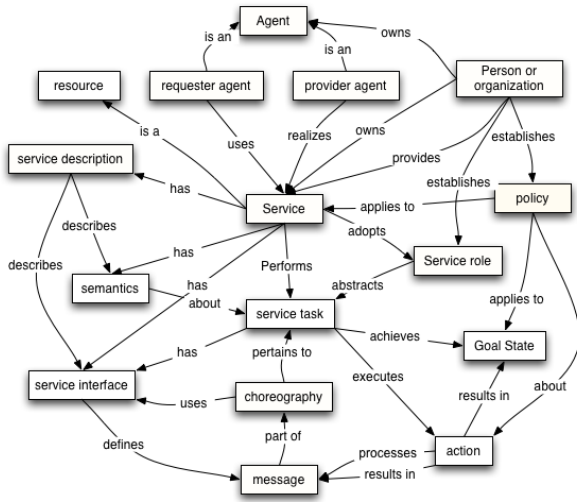 Agent
is an
is an
owns
resource
requester agent
provider agent
Person or
organization
is a
uses
realizes
owns
establishes
service description
provides
has
establishes
Service
applies to
policy
describes
adopts
has
Service role
describes
semantics
has
Performs
abstracts
about
applies to
service task
achieves
Goal State
has
pertains to
executes
about
service interface
choreography
results in
uses
defines
part of
processes
action
message
results in